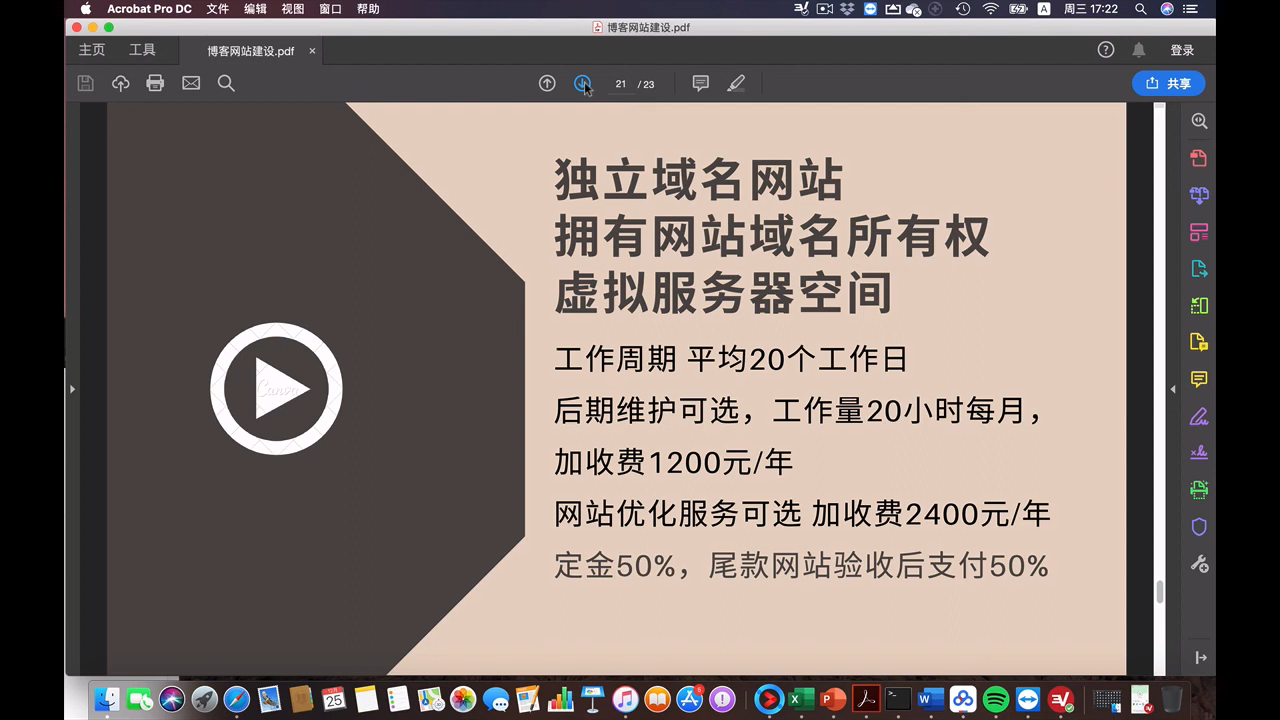 Acrobat Pro DC 文件 编辑 视图 窗口 帮助 周三 17:22
博客网站建设.pdf
主页 工具 博客网站建设.pdf × 登录
21 / 23 共享
独立域名网站
拥有网站域名所有权
虚拟服务器空间
工作周期 平均20个工作日
后期维护可选，工作量20小时每月，
加收费1200元/年
网站优化服务可选 加收费2400元/年
定金50%，尾款网站验收后支付50%
Canva